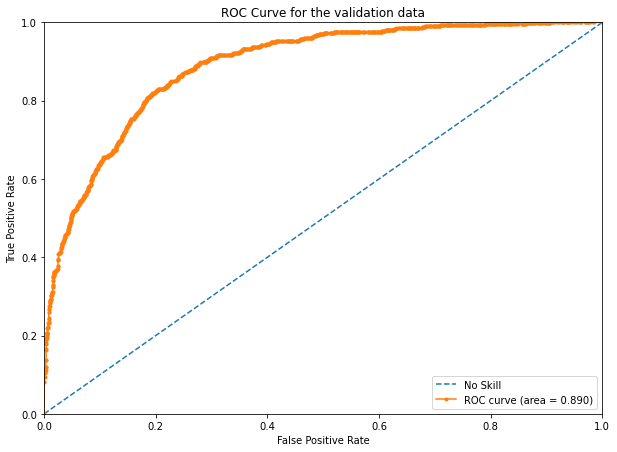 ROC Curve for the validation data
1.0
0.8
0.6
0.4
0.2
0.0
True Positive Rate
0.0 0.2 0.4 0.6 0.8 1.0
False Positive Rate
No Skill
ROC curve (area = 0.890)